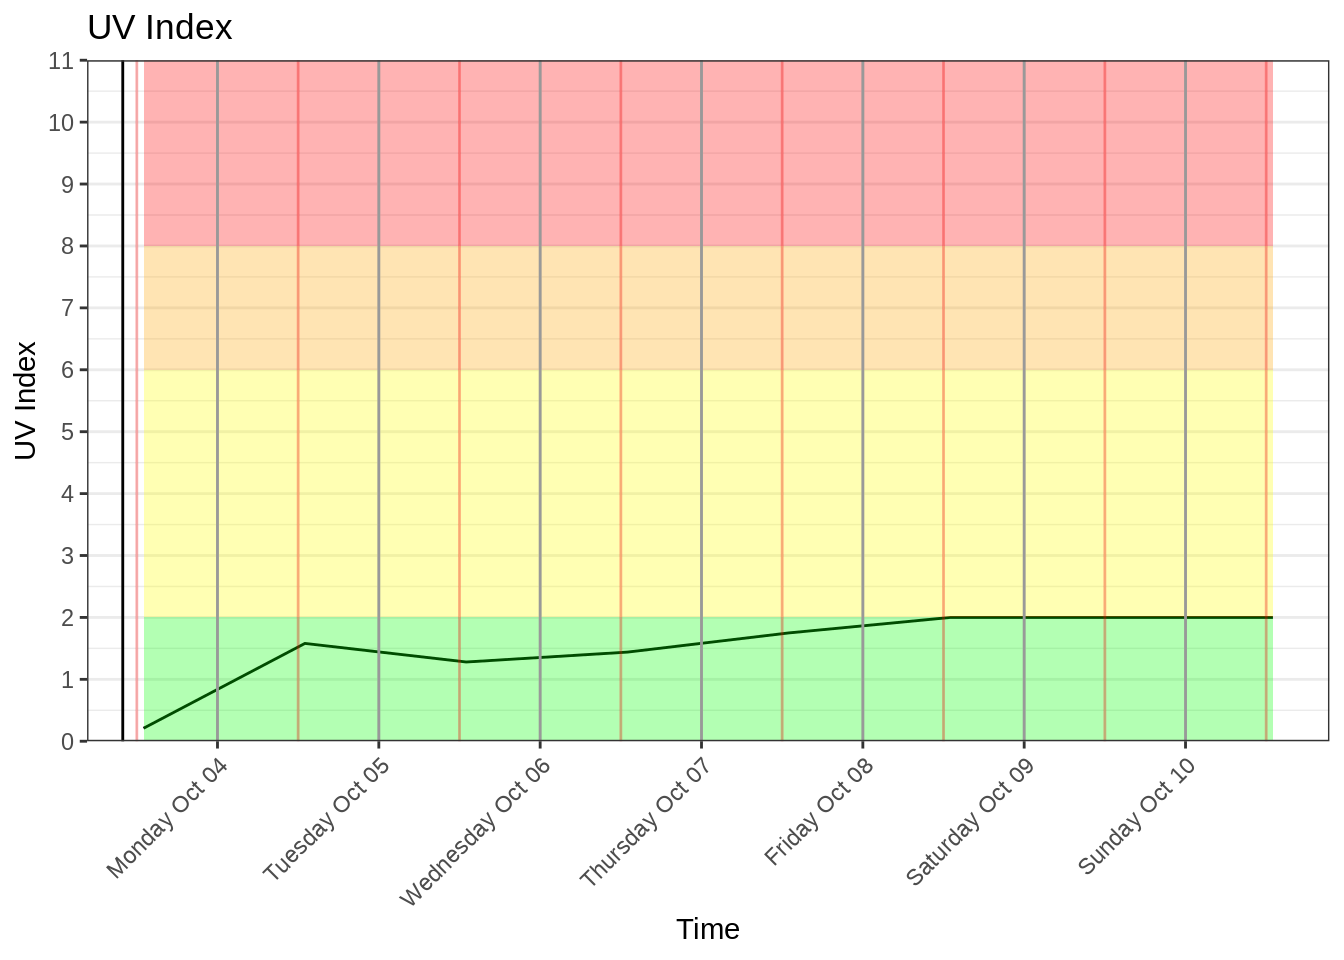 UV Index
11
10
9
8
7
6
5
4
3
2
1
0
UV Index
Monday Oct 04
Tuesday Oct 05
Wednesday Oct 06
Thursday Oct 07
Friday Oct 08
Saturday Oct 09
Sunday Oct 10
Time